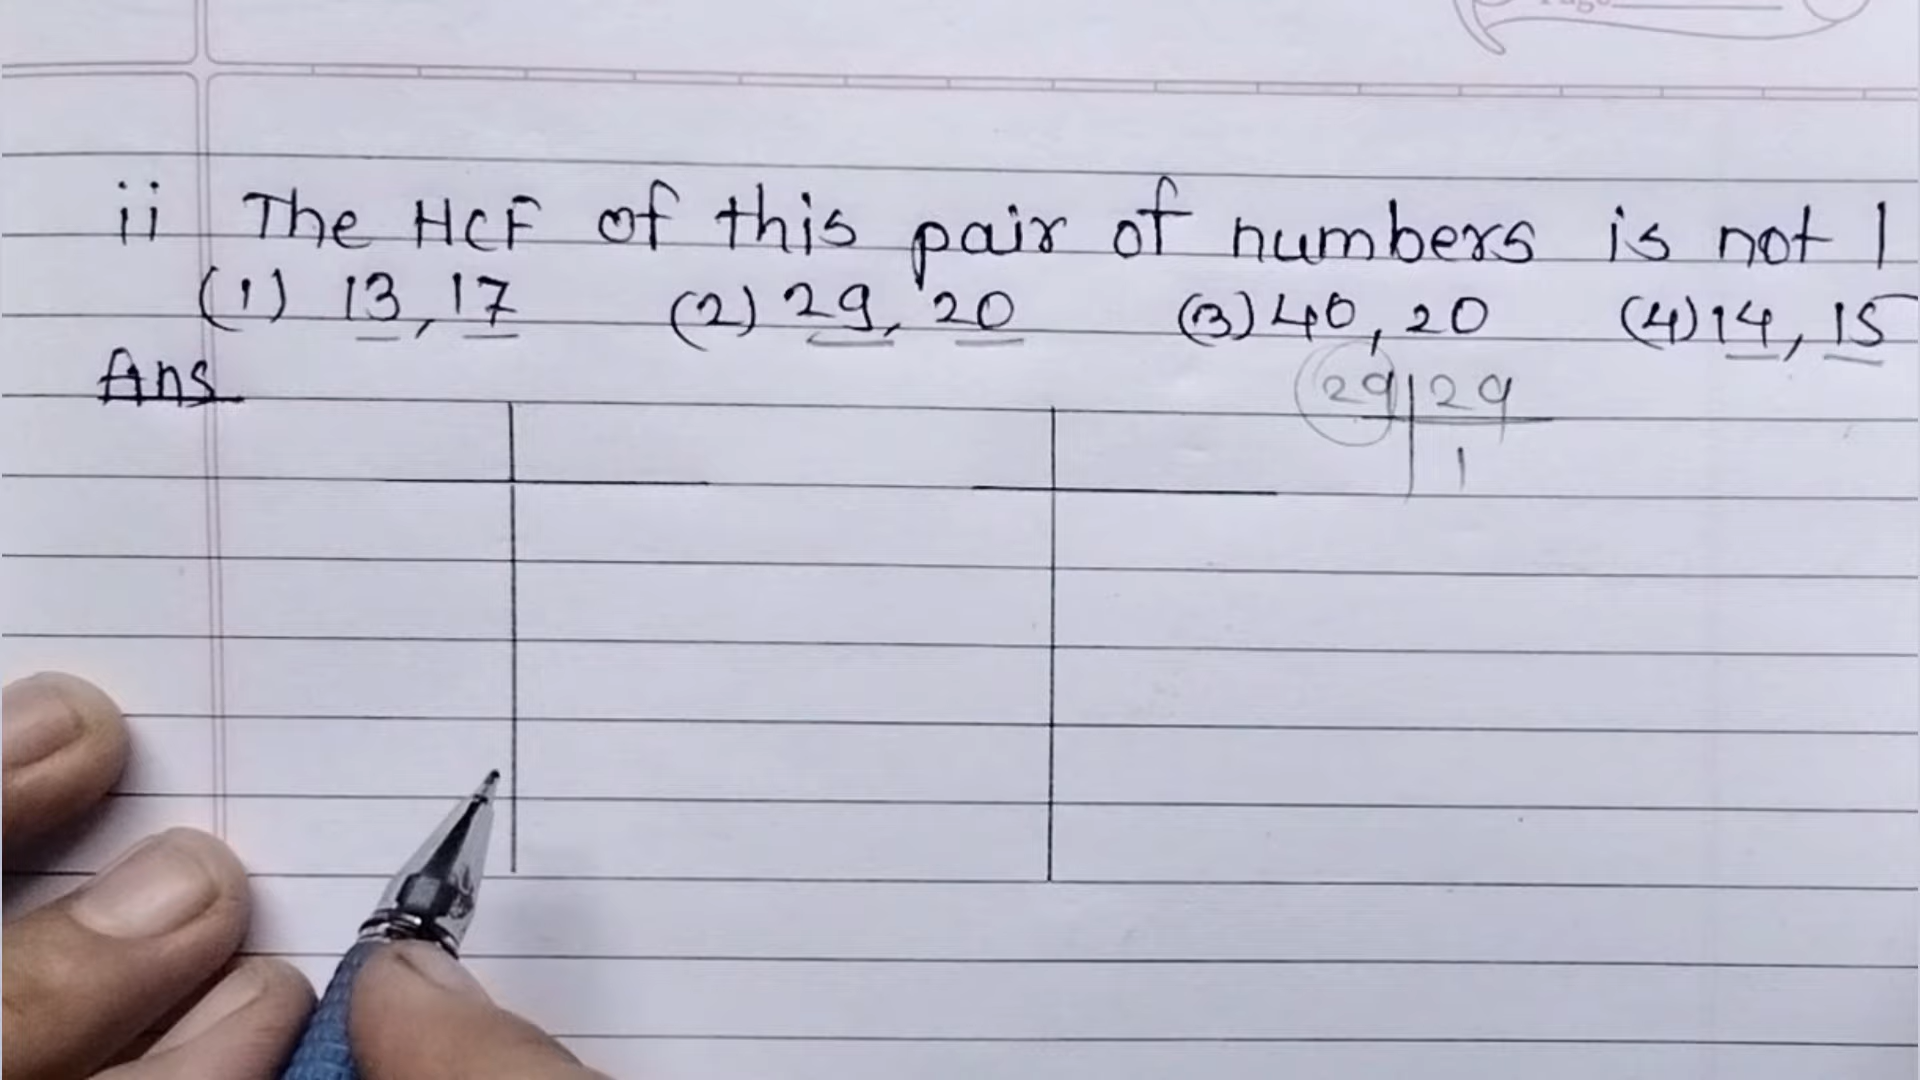 Page
ii The HCF of this pair of numbers is not 1
(1) 13, 17 (2) 29, 20 (3) 40, 20 (4) 14, 15
Ans
29 29
1